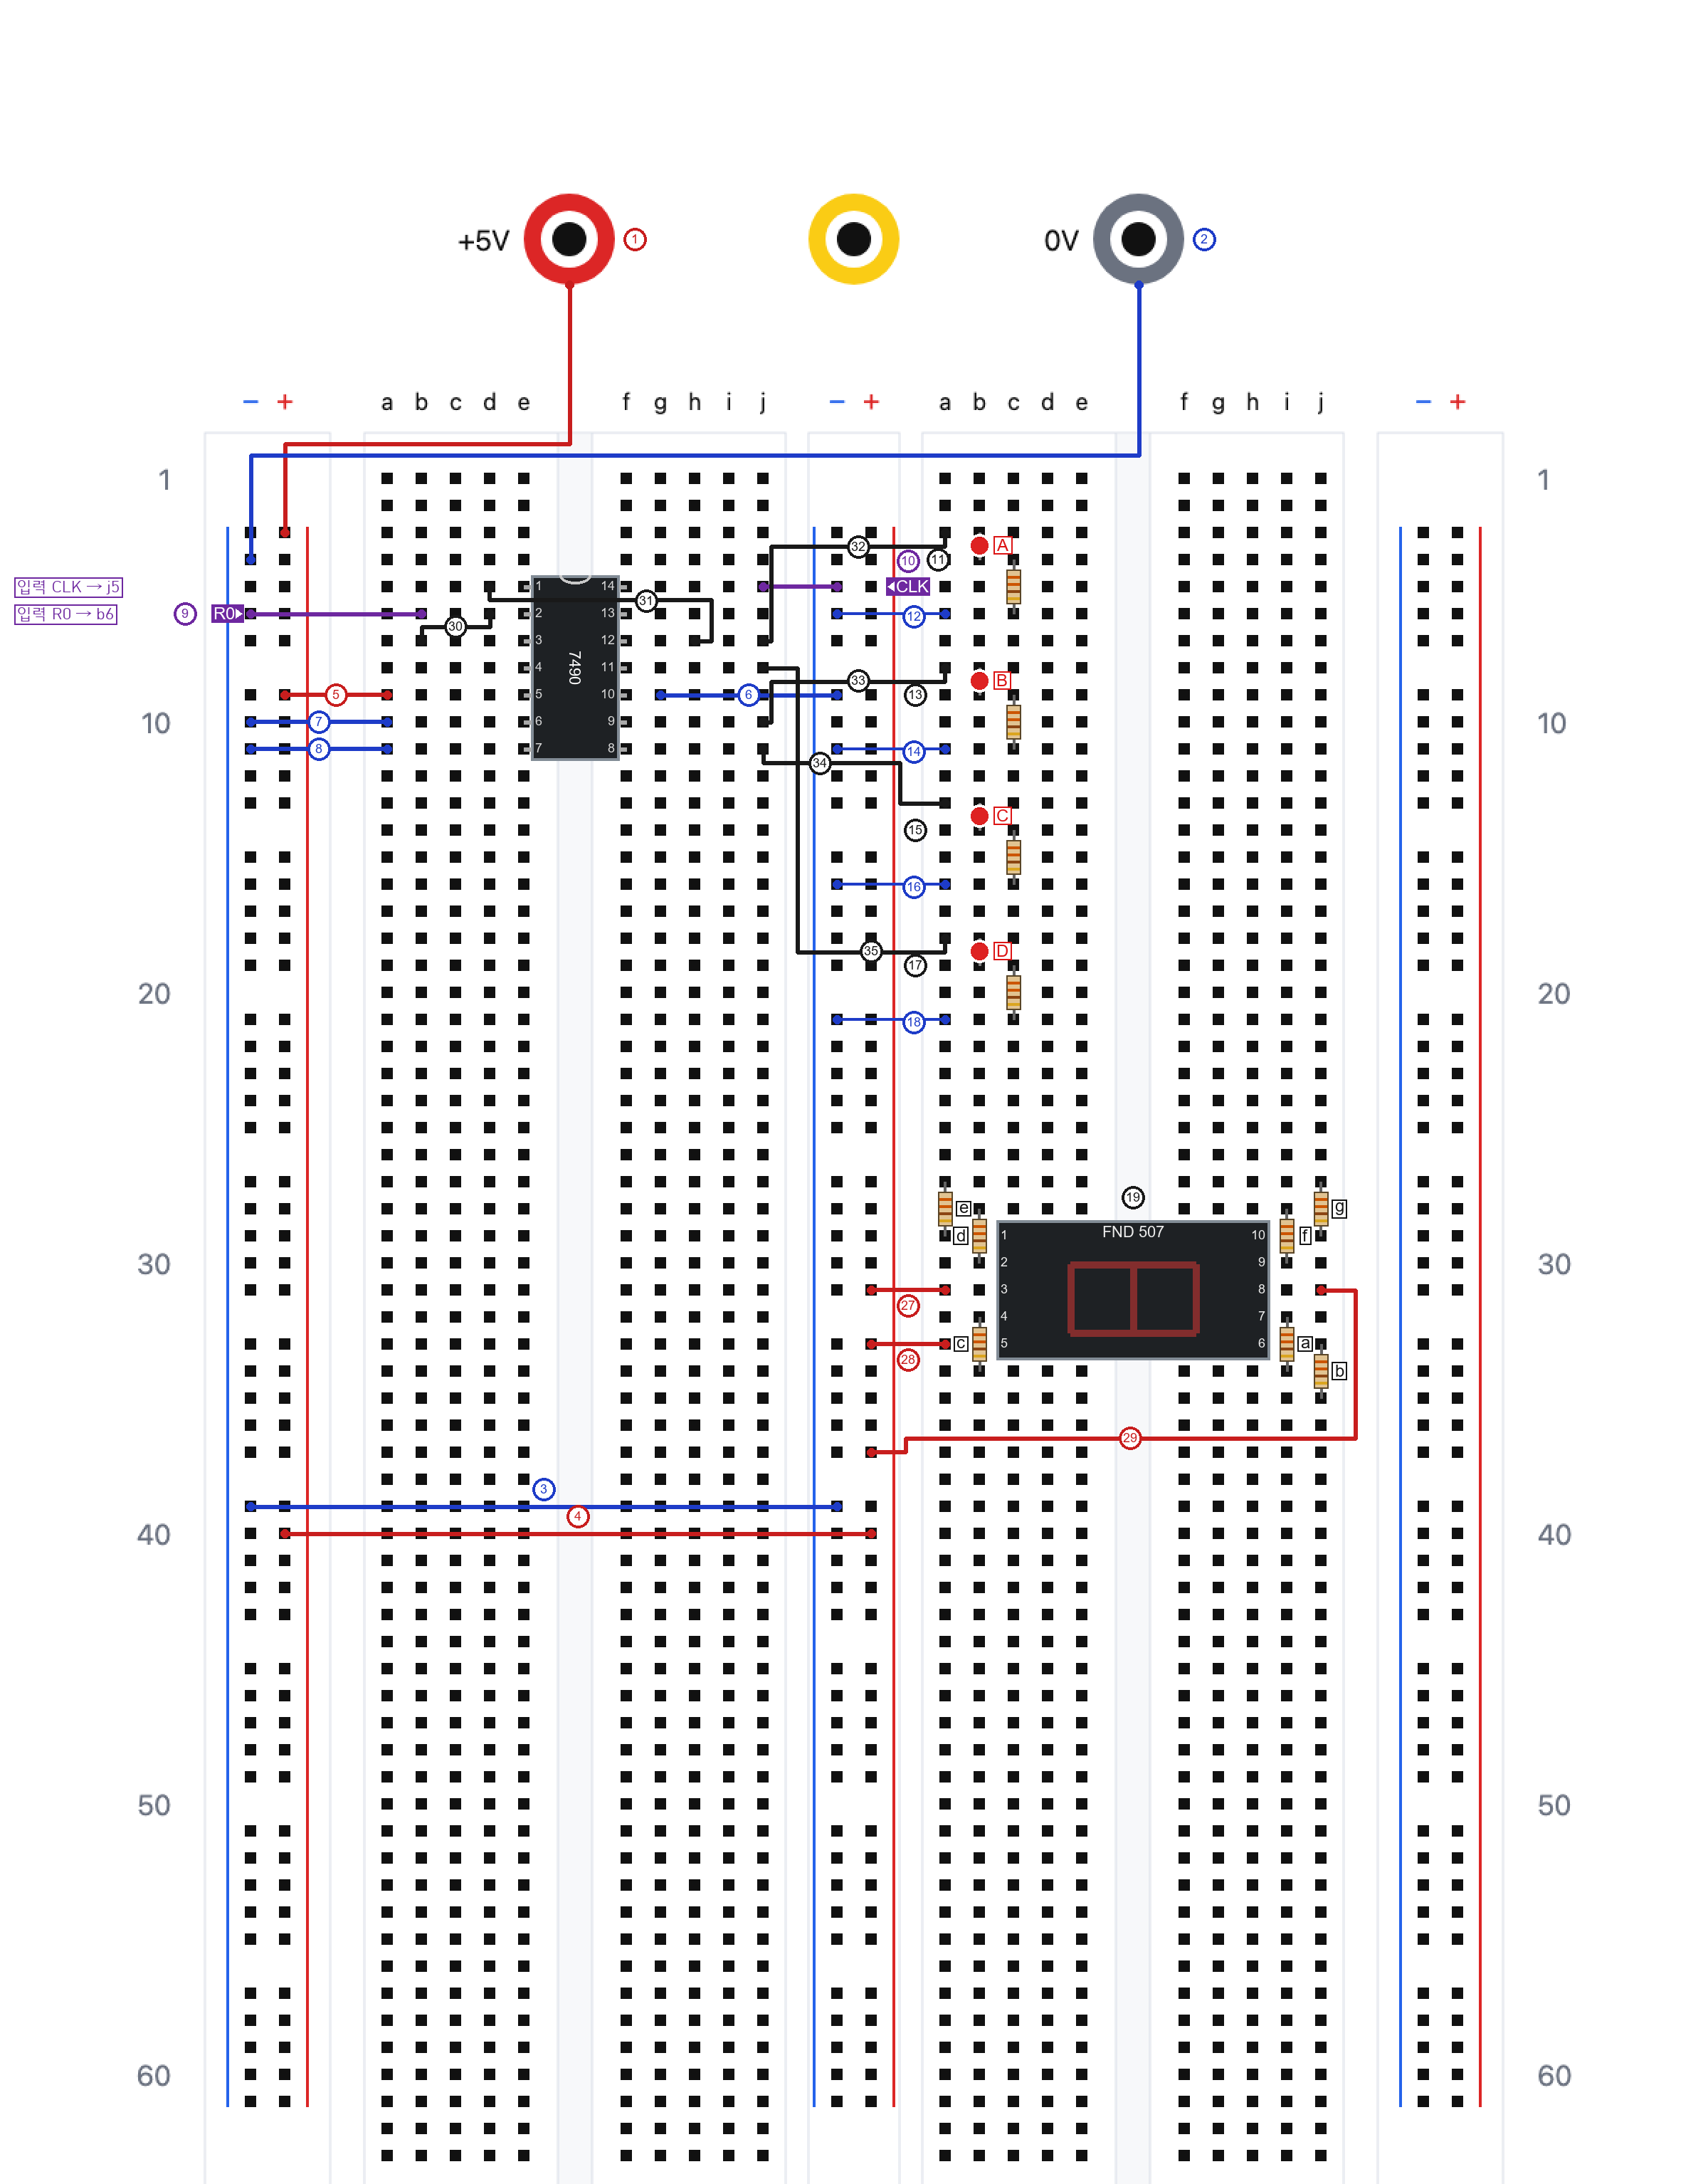 +5V ① 0V ②
− + a b c d e f g h i j − + a b c d e f g h i j − +
1 1
㉜ A
⑩ ⑪
입력 CLK → j5 1 14 ◂CLK
㉛
입력 R0 → b6 ⑨ R0▸ 2 13 ⑫
㉚
3 12
7490
4 11
㉝ B
⑤ 5 10 ⑥ ⑬
10 ⑦ 6 9 10
⑧ 7 8 ⑭
㉞
C
⑮
⑯
㉟ D
⑰
20 20
⑱
⑲
e g
d 1 FND 507 10 f
30 2 9 30
3 8
㉗
4 7
c 5 6 a
㉘
b
㉙
③
④
40 40
50 50
60 60